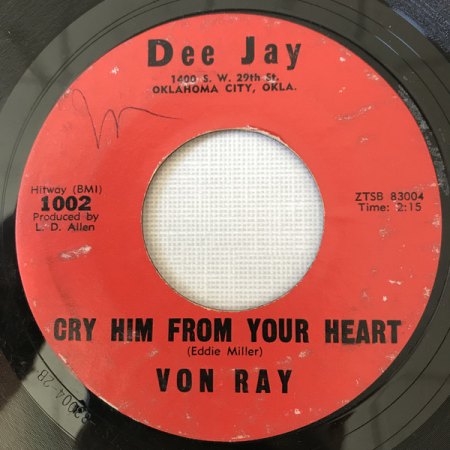 Dee Jay
1400 S. W. 29th St.
OKLAHOMA CITY, OKLA.
Hitway (BMI)
1002
Produced by
L. D. Allen
ZTSB 83004
Time: 2:15
CRY HIM FROM YOUR HEART
(Eddie Miller)
VON RAY